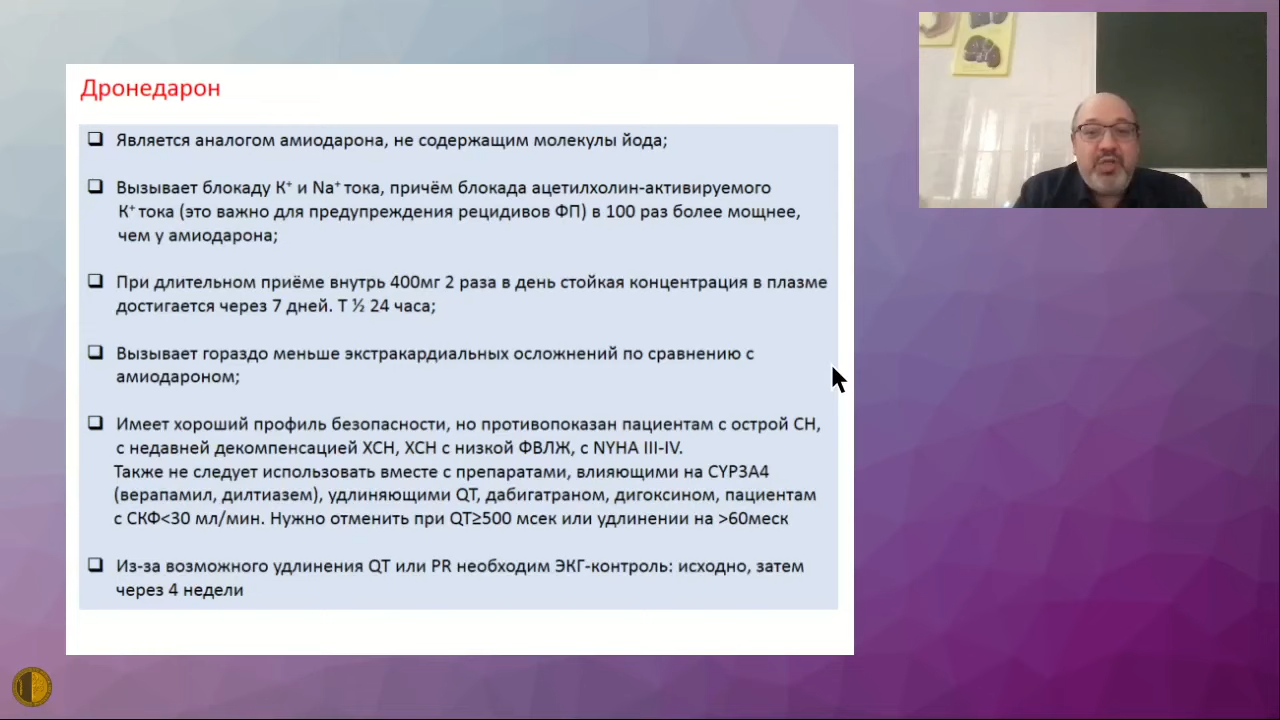 Дронедарон
Является аналогом амиодарона, не содержащим молекулы йода;
Вызывает блокаду K⁺ и Na⁺ тока, причём блокада ацетилхолин-активируемого
K⁺ тока (это важно для предупреждения рецидивов ФП) в 100 раз более мощнее,
чем у амиодарона;
При длительном приёме внутрь 400мг 2 раза в день стойкая концентрация в плазме
достигается через 7 дней. T ½ 24 часа;
Вызывает гораздо меньше экстракардиальных осложнений по сравнению с
амиодароном;
Имеет хороший профиль безопасности, но противопоказан пациентам с острой СН,
с недавней декомпенсацией ХСН, ХСН с низкой ФВЛЖ, с NYHA III-IV.
Также не следует использовать вместе с препаратами, влияющими на CYP3A4
(верапамил, дилтиазем), удлиняющими QT, дабигатраном, дигоксином, пациентам
с СКФ<30 мл/мин. Нужно отменить при QT≥500 мсек или удлинении на >60меск
Из-за возможного удлинения QT или PR необходим ЭКГ-контроль: исходно, затем
через 4 недели